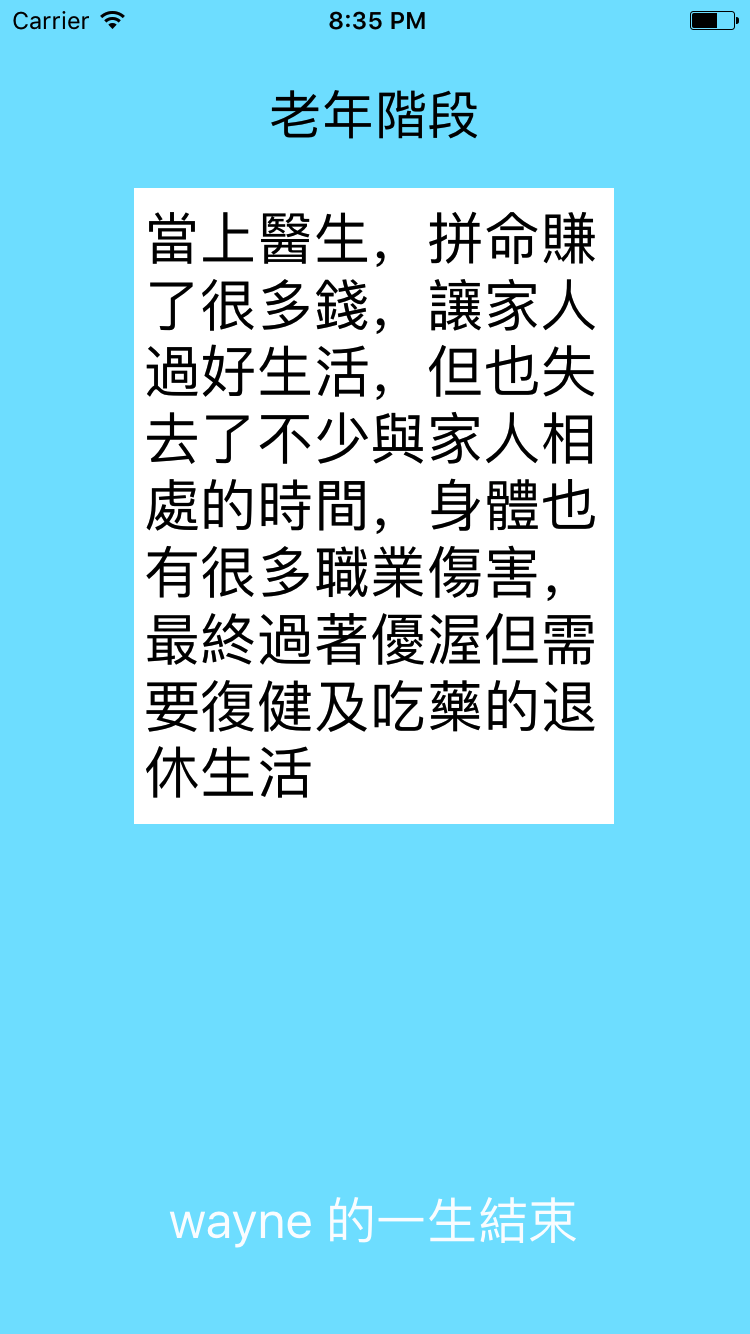 Carrier 8:35 PM
老年階段
當上醫生，拼命賺
了很多錢，讓家人
過好生活，但也失
去了不少與家人相
處的時間，身體也
有很多職業傷害，
最終過著優渥但需
要復健及吃藥的退
休生活
wayne 的一生結束